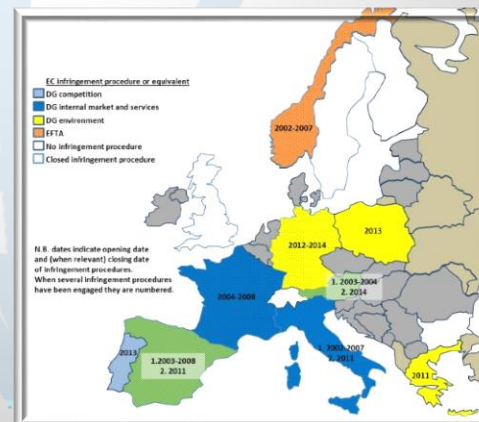 EC infringement procedure or equivalent
DG competition
DG internal market and services
DG environment
EFTA
No infringement procedure
Closed infringement procedure
N.B. dates indicate opening date
and (when relevant) closing
date
of infringement procedures.
When several infringement procedures
have been engaged they are numbered.
2002-2007
2013
2012-2014
1. 2003-2004
2. 2014
2004-2008
1. 2002-2007
2. 2011
2013
1.2003-2008
2. 2011
2011